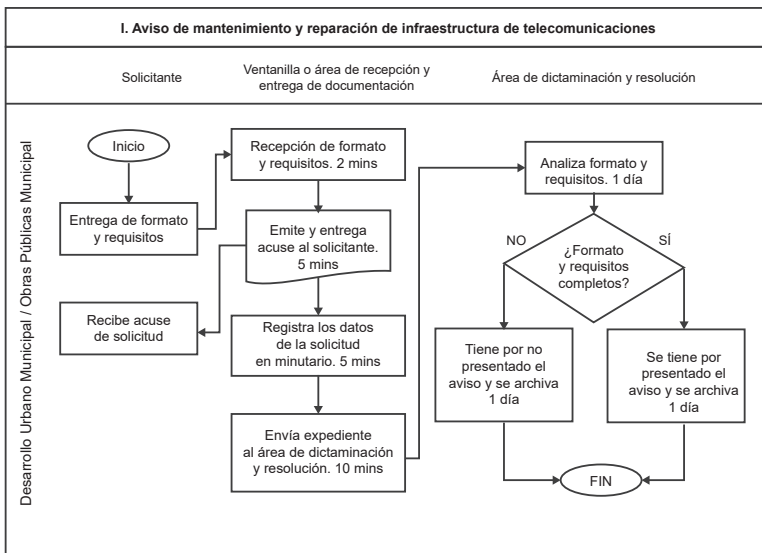 I. Aviso de mantenimiento y reparación de infraestructura de telecomunicaciones
Solicitante
Ventanilla o área de recepción y
entrega de documentación
Área de dictaminación y resolución
Desarrollo Urbano Municipal / Obras Públicas Municipal
Inicio
Entrega de formato
y requisitos
Recepción de formato
y requisitos. 2 mins
Emite y entrega
acuse al solicitante.
5 mins
Recibe acuse
de solicitud
Registra los datos
de la solicitud
en minutario. 5 mins
Envía expediente
al área de dictaminación
y resolución. 10 mins
Analiza formato y
requisitos. 1 día
NO
SÍ
¿Formato
y requisitos
completos?
Tiene por no
presentado el
aviso y se archiva
1 día
Se tiene por
presentado el
aviso y se archiva
1 día
FIN